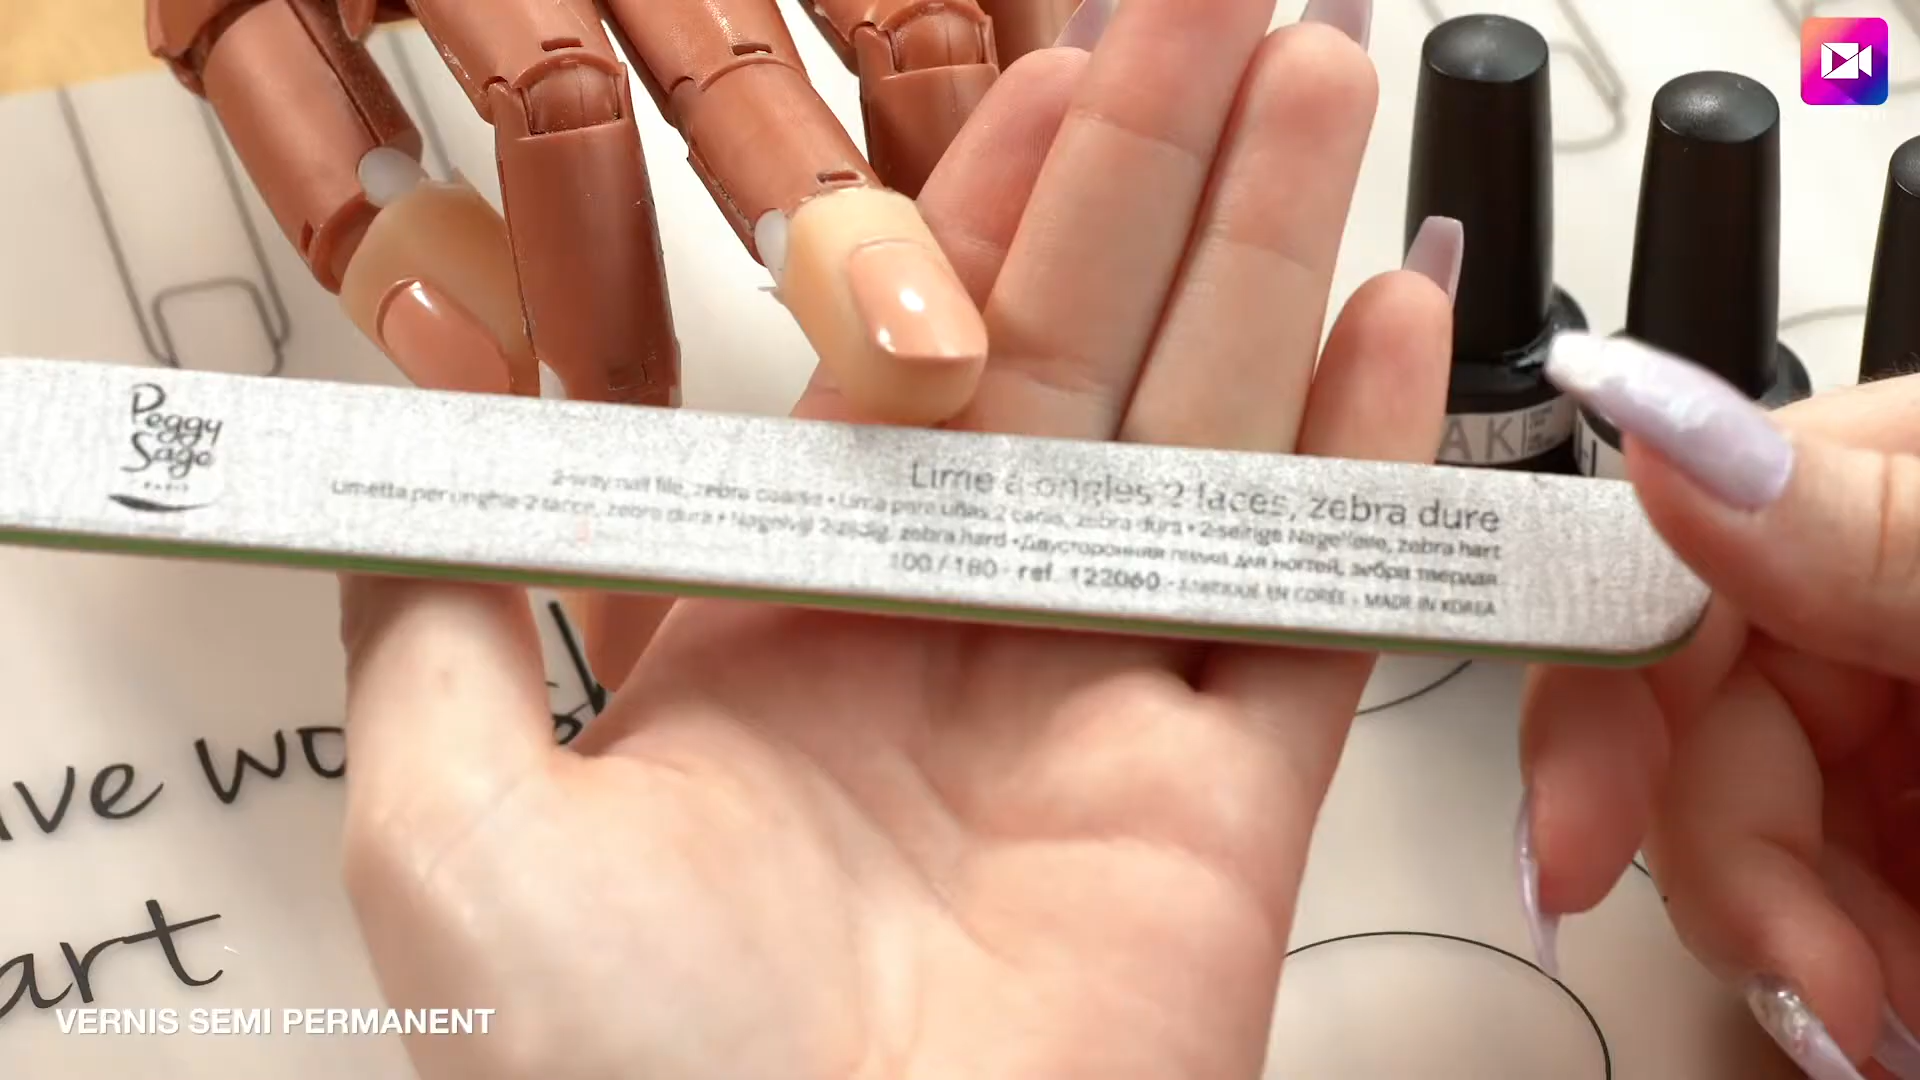 Peggy
Sage
PARIS
Lime à ongles 2 faces, zebra dure
2-way nail file, zebra coarse • Lima para uñas 2 caras, zebra dura • 2-seitige Nagelfeile, zebra hart
Limetta per unghie 2 facce, zebra dura • Nagelvijl 2-zijdig, zebra hard • Двусторонняя пилка для ногтей, зебра твердая
100 / 180 - ref. 122060 - FABRIQUÉ EN CORÉE - MADE IN KOREA
AK
ive wo
art
VERNIS SEMI PERMANENT